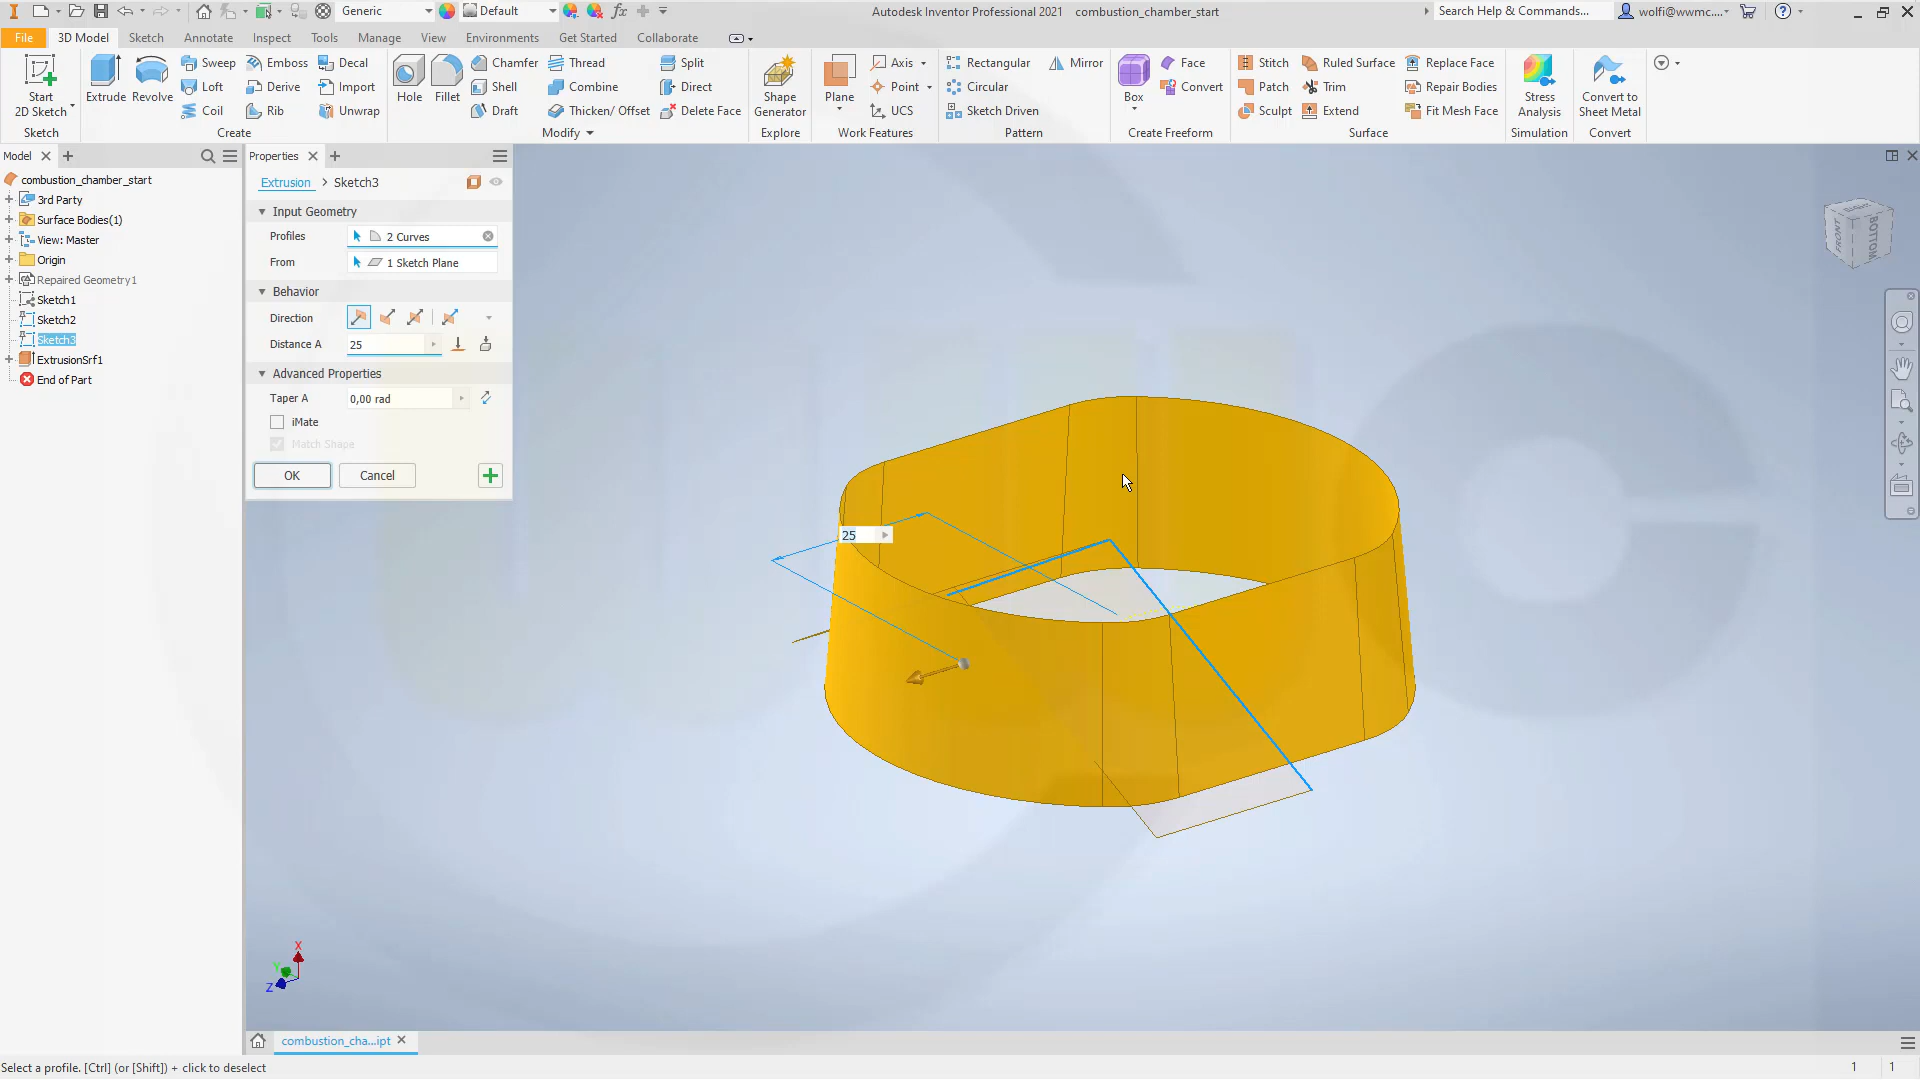 Generic
Default
Autodesk Inventor Professional 2021 combustion_chamber_start
Search Help & Commands...
wolfi@wwmc....
File 3D Model Sketch Annotate Inspect Tools Manage View Environments Get Started Collaborate
Start 2D Sketch
Sketch
Extrude Revolve
Sweep Emboss Decal
Loft Derive Import
Coil Rib Unwrap
Create
Hole Fillet
Chamfer Thread Split
Shell Combine Direct
Draft Thicken/ Offset Delete Face
Modify
Shape Generator
Explore
Plane
Axis
Point
UCS
Work Features
Rectangular Mirror
Circular
Sketch Driven
Pattern
Box
Face
Convert
Create Freeform
Stitch Ruled Surface Replace Face
Patch Trim Repair Bodies
Sculpt Extend Fit Mesh Face
Surface
Stress Analysis
Simulation
Convert to Sheet Metal
Convert
Model
combustion_chamber_start
3rd Party
Surface Bodies(1)
View: Master
Origin
Repaired Geometry1
Sketch1
Sketch2
Sketch3
ExtrusionSrf1
End of Part
Properties
Extrusion > Sketch3
Input Geometry
Profiles 2 Curves
From 1 Sketch Plane
Behavior
Direction
Distance A 25
Advanced Properties
Taper A 0,00 rad
iMate
Match Shape
OK Cancel
25
FRONT
BOTTOM
X
Y
Z
combustion_cha...ipt
Select a profile. [Ctrl] (or [Shift]) + click to deselect
1 1